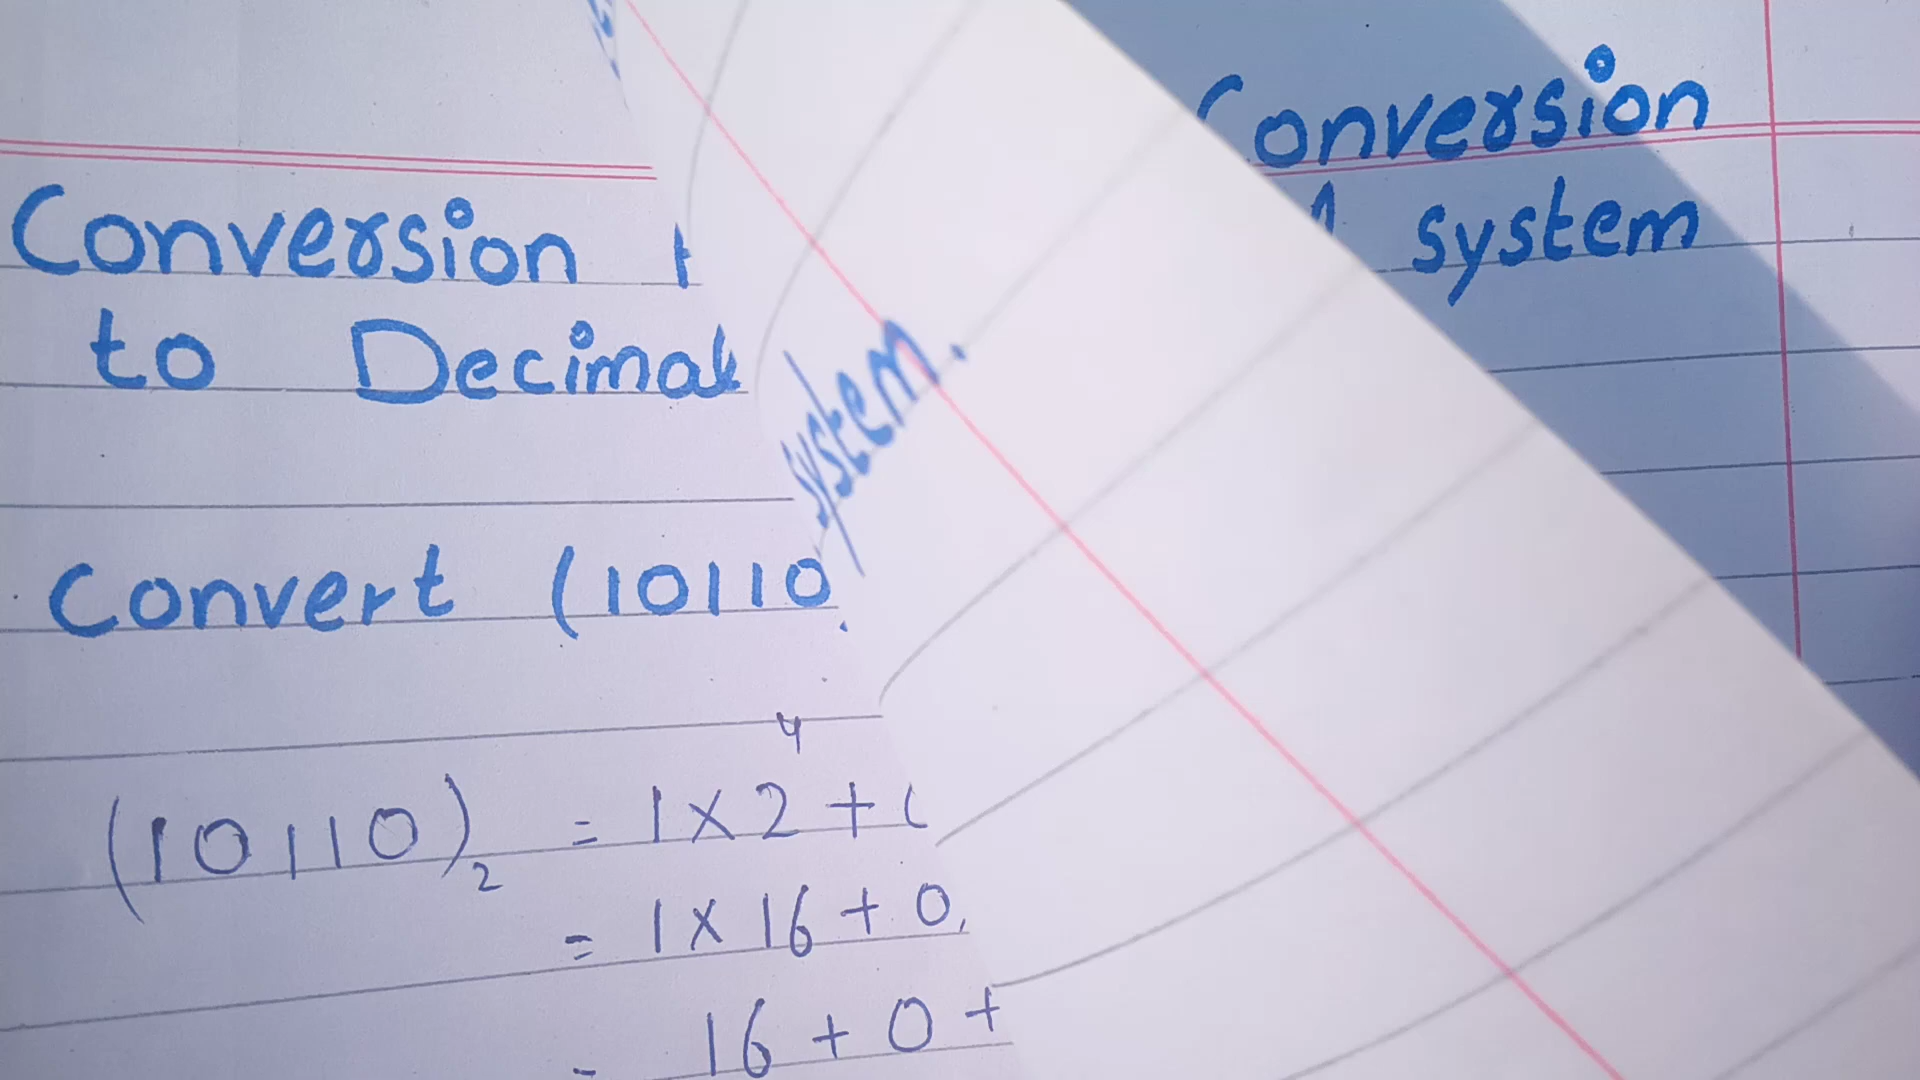 Conversion
to Decimal
Convert (10110
(10110)₂ = 1×2⁴ +
= 1×16 + 0
= 16 + 0 +
system.
Conversion
system